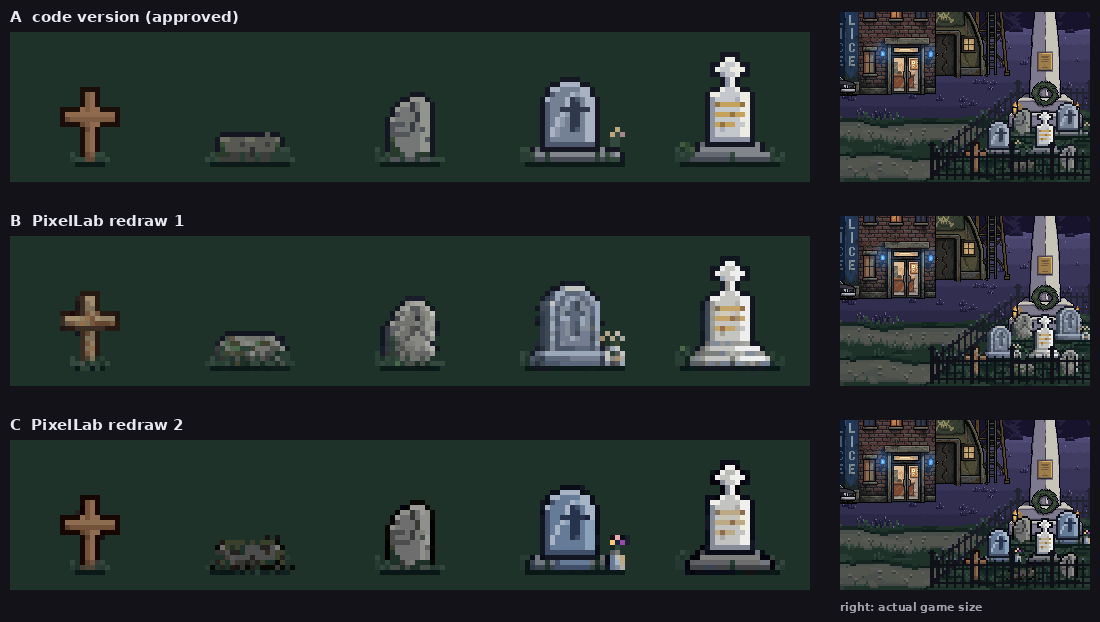 A code version (approved)
LICE
B PixelLab redraw 1
LICE
C PixelLab redraw 2
LICE
right: actual game size